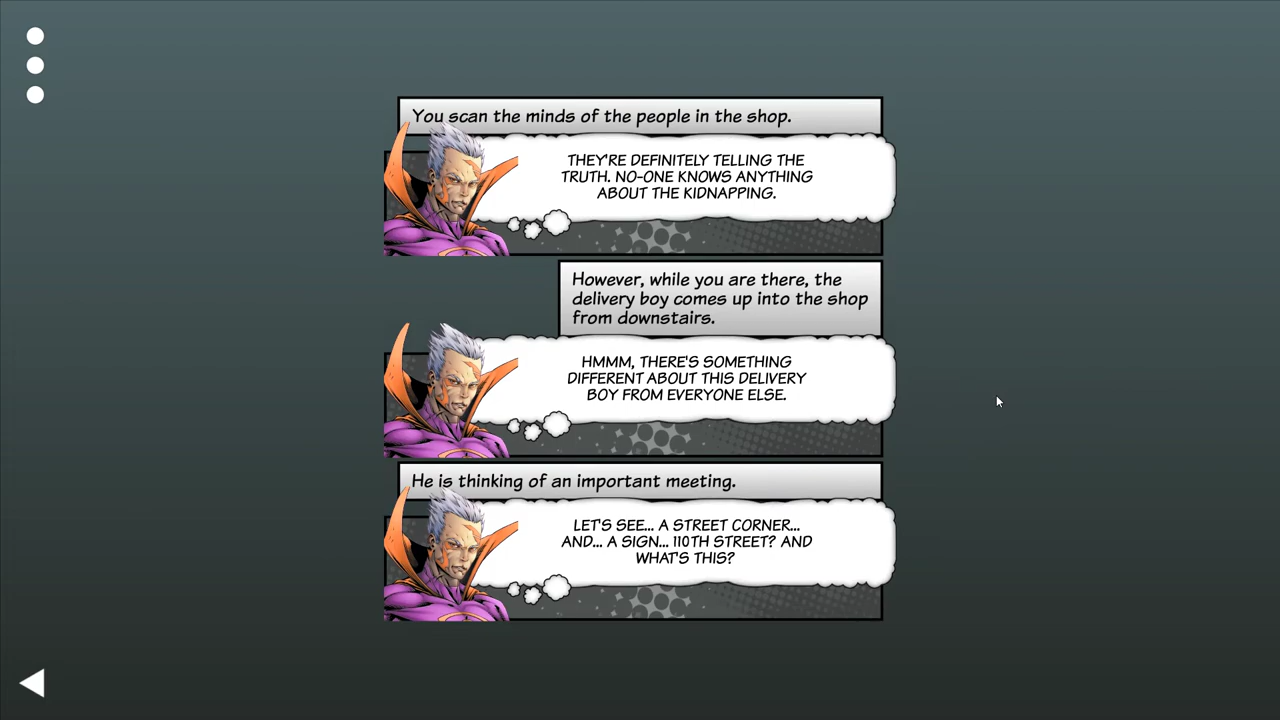 You scan the minds of the people in the shop.
THEY'RE DEFINITELY TELLING THE
TRUTH. NO-ONE KNOWS ANYTHING
ABOUT THE KIDNAPPING.
However, while you are there, the
delivery boy comes up into the shop
from downstairs.
HMMM, THERE'S SOMETHING
DIFFERENT ABOUT THIS DELIVERY
BOY FROM EVERYONE ELSE.
He is thinking of an important meeting.
LET'S SEE... A STREET CORNER...
AND... A SIGN... 110TH STREET? AND
WHAT'S THIS?